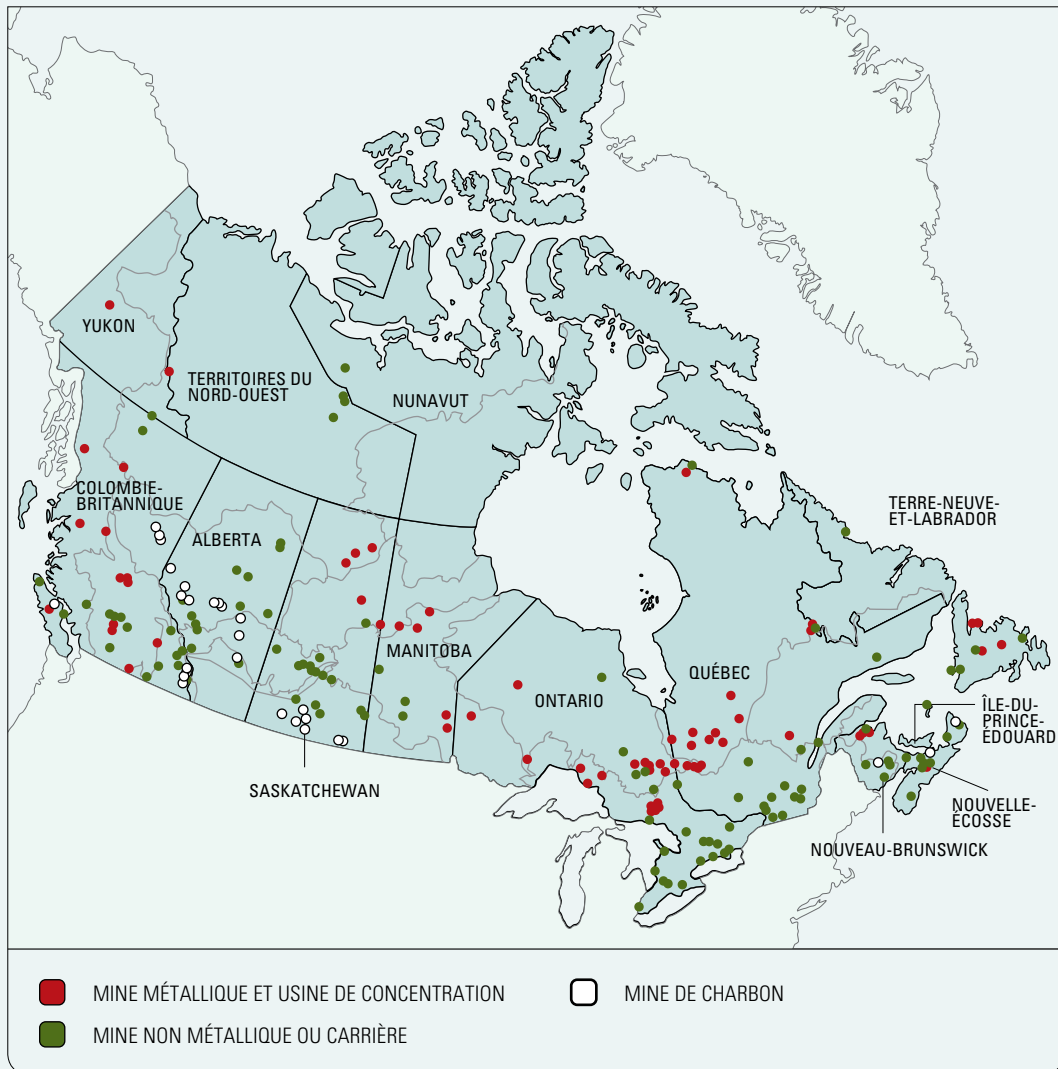 YUKON
TERRITOIRES DU
NORD-OUEST
NUNAVUT
COLOMBIE-
BRITANNIQUE
ALBERTA
TERRE-NEUVE-
ET-LABRADOR
MANITOBA
QUÉBEC
ONTARIO
ÎLE-DU-
PRINCE-
ÉDOUARD
SASKATCHEWAN
NOUVELLE-
ÉCOSSE
NOUVEAU-BRUNSWICK
MINE MÉTALLIQUE ET USINE DE CONCENTRATION
MINE DE CHARBON
MINE NON MÉTALLIQUE OU CARRIÈRE